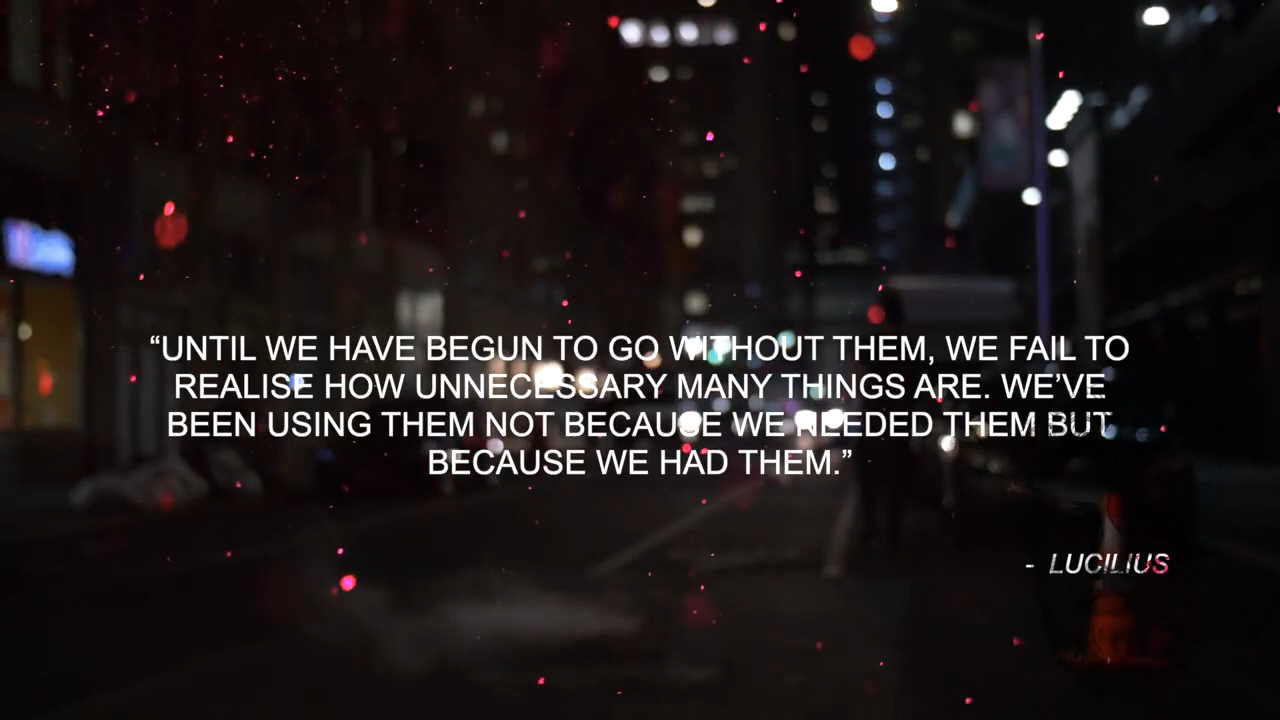 “UNTIL WE HAVE BEGUN TO GO WITHOUT THEM, WE FAIL TO
REALISE HOW UNNECESSARY MANY THINGS ARE. WE’VE
BEEN USING THEM NOT BECAUSE WE NEEDED THEM BUT
BECAUSE WE HAD THEM.”
- LUCILIUS